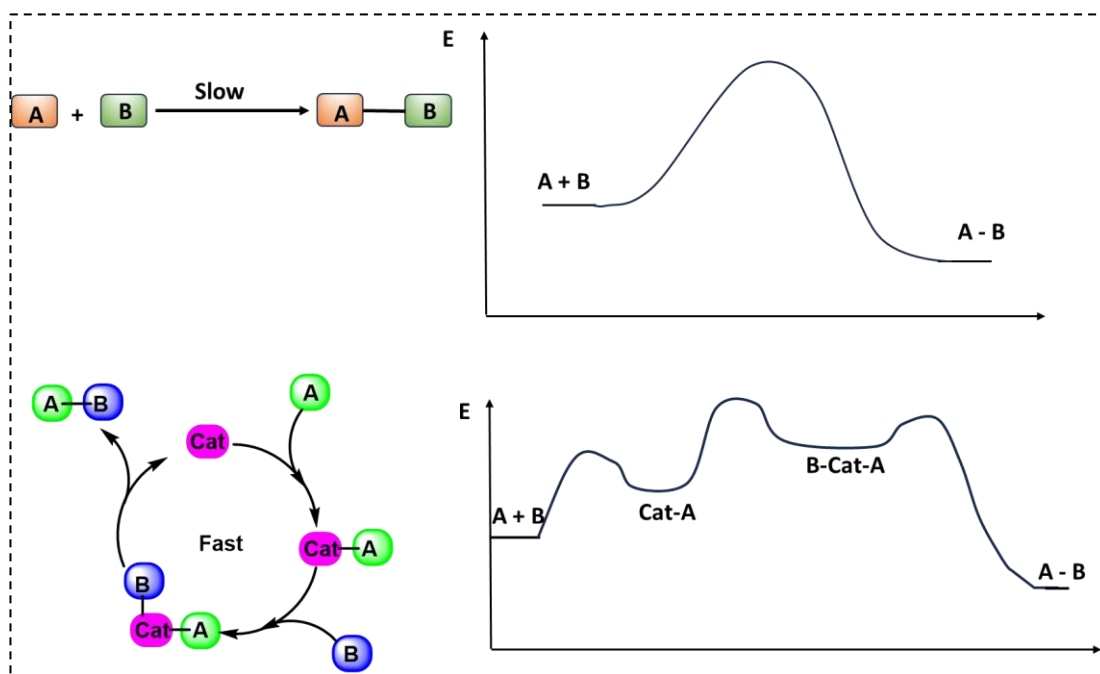 E
A + B Slow A B
A + B
A - B
A B
A
Cat
Fast
Cat A
B
Cat A
B
E
A + B
Cat-A
B-Cat-A
A - B